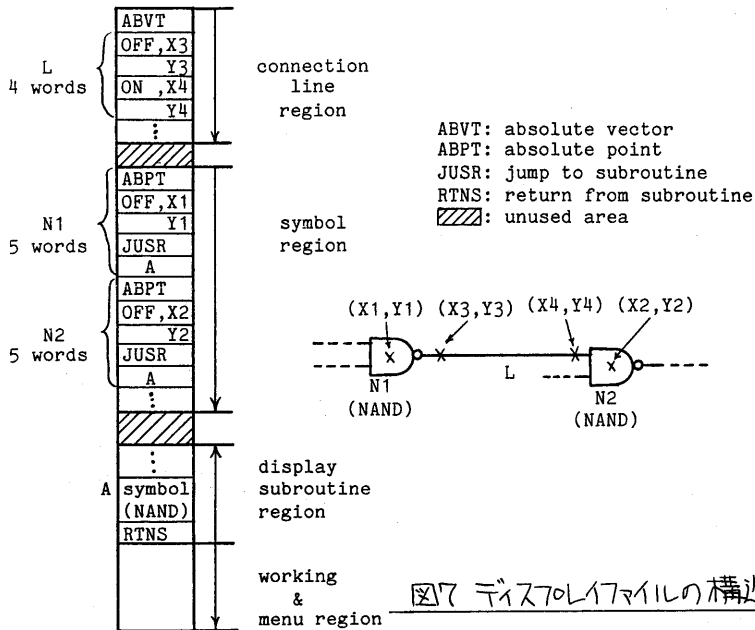 ABVT
OFF,X3
Y3
ON ,X4
Y4
L
4 words
connection
line
region
ABPT
OFF,X1
Y1
JUSR
A
N1
5 words
symbol
region
ABPT
OFF,X2
Y2
JUSR
A
N2
5 words
A
symbol
(NAND)
RTNS
display
subroutine
region
working
&
menu region
ABVT: absolute vector
ABPT: absolute point
JUSR: jump to subroutine
RTNS: return from subroutine
: unused area
(X1,Y1) (X3,Y3) (X4,Y4) (X2,Y2)
N1
(NAND)
L
N2
(NAND)
図7 ディスプレイファイルの構造